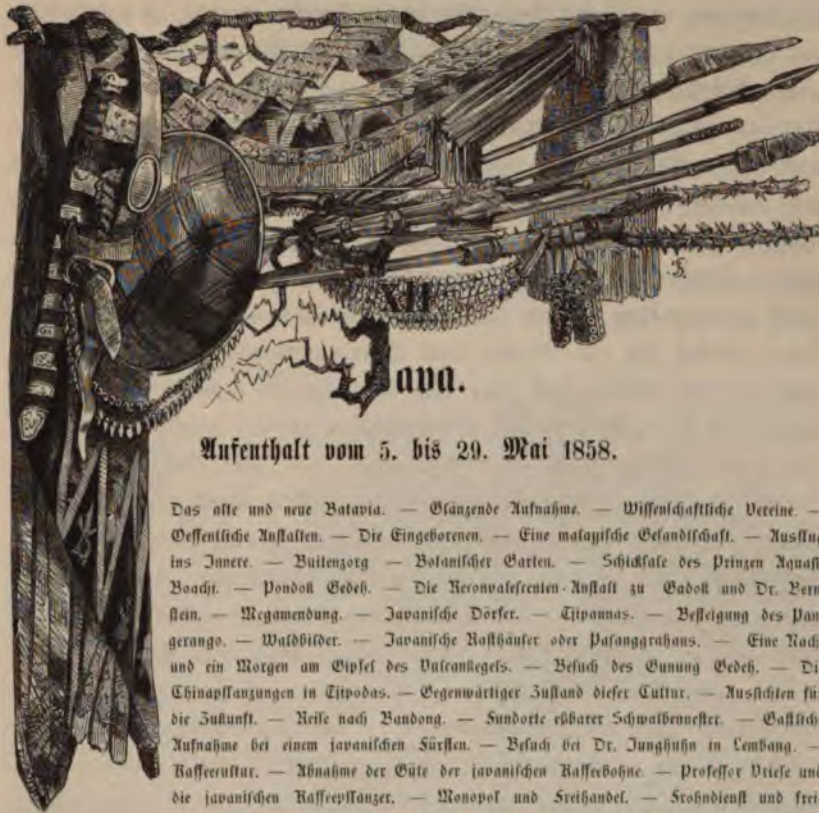 XII
Java.
Aufenthalt vom 5. bis 29. Mai 1858.
Das alte und neue Batavia. — Glänzende Aufnahme. — Wissenschaftliche Vereine. —
Oeffentliche Anstalten. — Die Eingeborenen. — Eine malayische Gesandtschaft. — Ausflug
ins Innere. — Buitenzorg — Botanischer Garten. — Schicksale des Prinzen Aquasi
Boachi. — Pondok Gedeh. — Die Reconvalescenten-Anstalt zu Gadok und Dr. Bern
stein. — Megamendung. — Javanische Dörfer. — Tjipannas. — Besteigung des Pan
gerango. — Waldbilder. — Javanische Rasthäuser oder Pasanggrahans. — Eine Nach
und ein Morgen am Gipfel des Vulcankegels. — Besuch des Gunung Gedeh. — Di
Chinapflanzungen in Tjipodas. — Gegenwärtiger Zustand dieser Cultur. — Aussichten für
die Zukunft. — Reise nach Bandong. — Fundorte eßbarer Schwalbennester. — Gastlich
Aufnahme bei einem javanischen Fürsten. — Besuch bei Dr. Junghuhn in Lembang. —
Kaffeecultur. — Abnahme der Güte der javanischen Kaffeebohne. — Professor Vriese und
die javanischen Kaffeepflanzer. — Monopol und Freihandel. — Frohndienst und frei